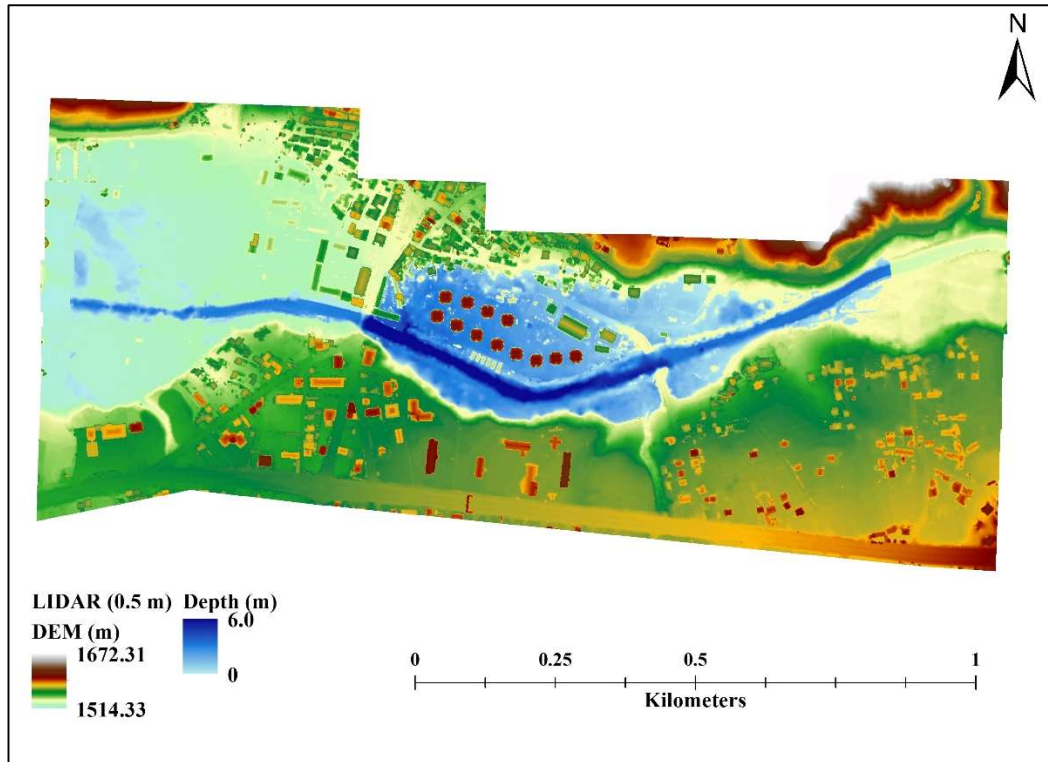 N
LIDAR (0.5 m) Depth (m)
6.0
0
DEM (m)
1672.31
1514.33
0 0.25 0.5 1
Kilometers